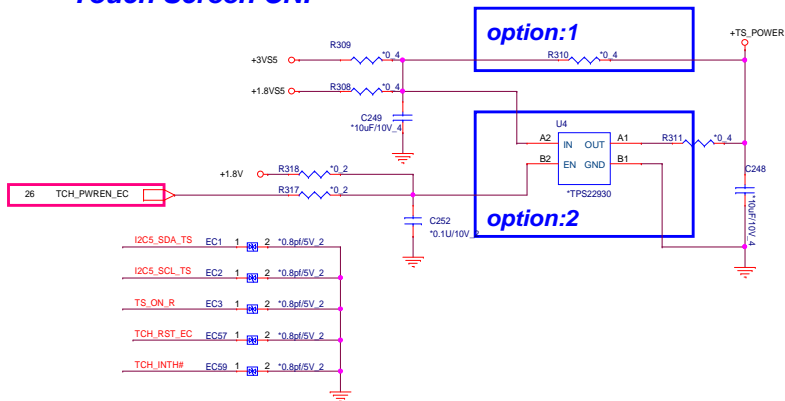 option:1
+TS_POWER
R309
*0_4
R310
*0_4
+3VS5
R308
*0_4
+1.8VS5
C249
*10uF/10V_4
U4
A2
IN
OUT
A1
R311
*0_4
B2
EN
GND
B1
*TPS22930
option:2
C248
*10uF/10V_4
+1.8V
R318
*0_2
R317
*0_2
26
TCH_PWREN_EC
C252
*0.1U/10V_2
I2C5_SDA_TS EC1 1 2 *0.8pf/5V_2
I2C5_SCL_TS EC2 1 2 *0.8pf/5V_2
TS_ON_R EC3 1 2 *0.8pf/5V_2
TCH_RST_EC EC57 1 2 *0.8pf/5V_2
TCH_INTH# EC59 1 2 *0.8pf/5V_2